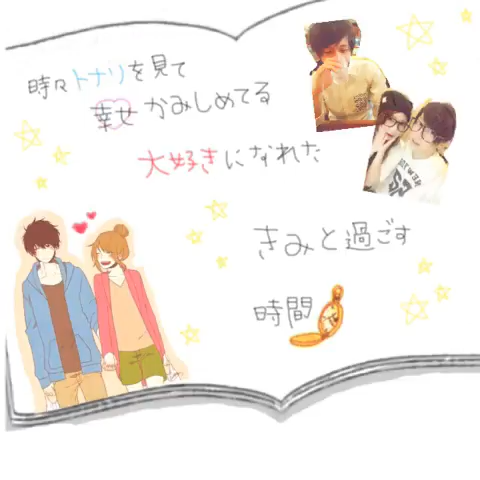 時々トナリを見て
幸せかみしめてる
大好きになれた
きみと過ごす
時間